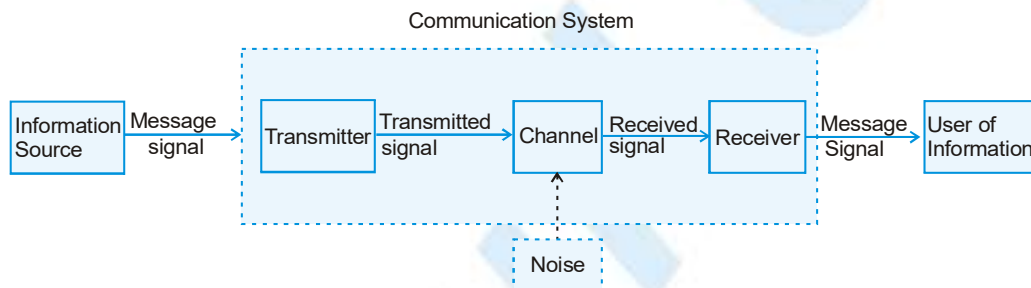 Communication System
Information
Source
Message
signal
Transmitter
Transmitted
signal
Channel
Received
signal
Receiver
Message
Signal
User of
Information
Noise